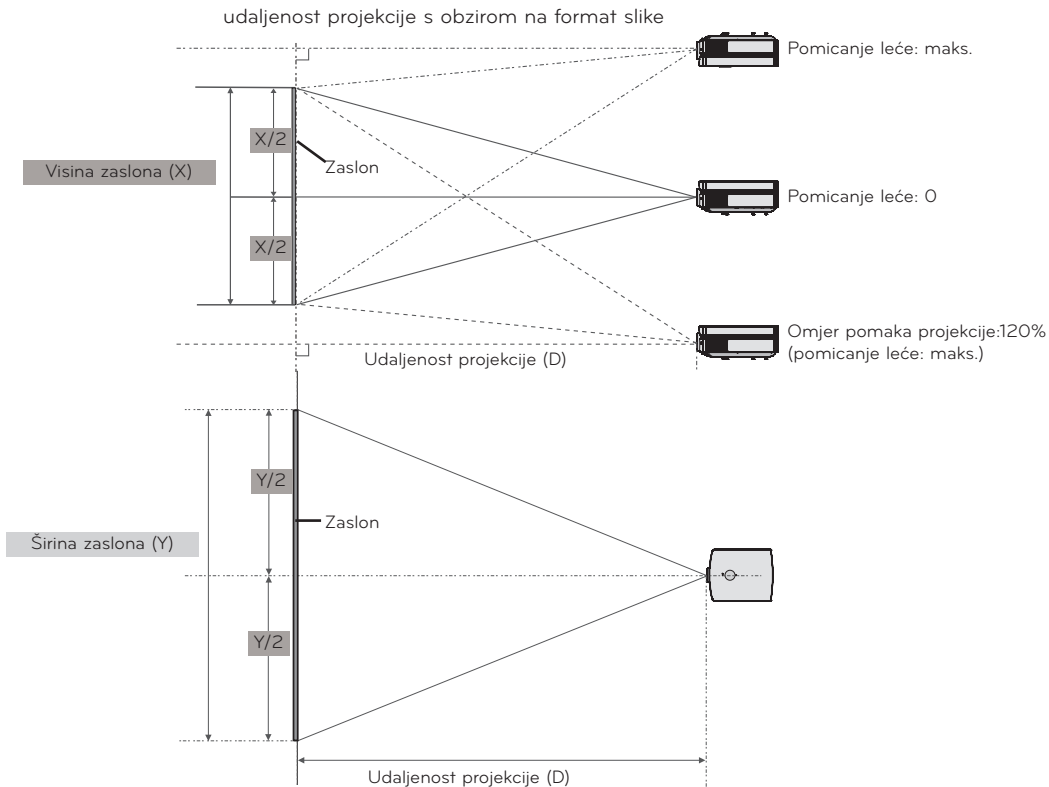 udaljenost projekcije s obzirom na format slike
Pomicanje leće: maks.
X/2
Zaslon
Visina zaslona (X)
Pomicanje leće: 0
X/2
Omjer pomaka projekcije:120%
(pomicanje leće: maks.)
Udaljenost projekcije (D)
Y/2
Zaslon
Širina zaslona (Y)
Y/2
Udaljenost projekcije (D)